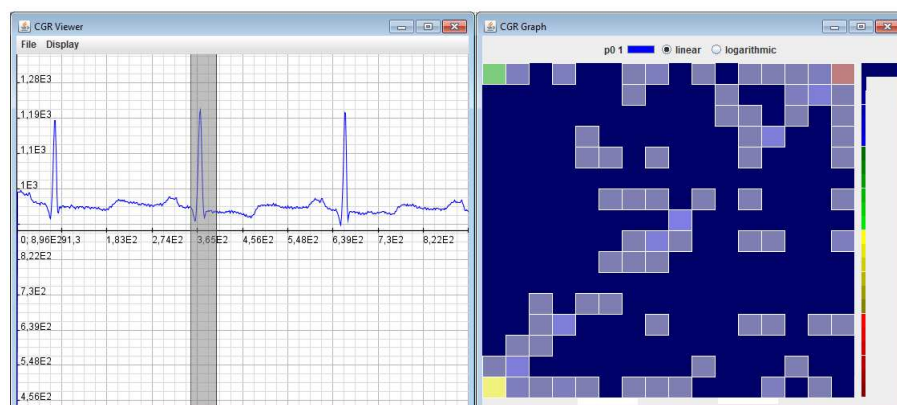 CGR Viewer
File Display
1,28E3
1,19E3
1,1E3
1E3
0; 8,96E291,3 1,83E2 2,74E2 3,65E2 4,56E2 5,48E2 6,39E2 7,3E2 8,22E2
8,22E2
7,3E2
6,39E2
5,48E2
4,56E2
CGR Graph
p0 1 linear logarithmic